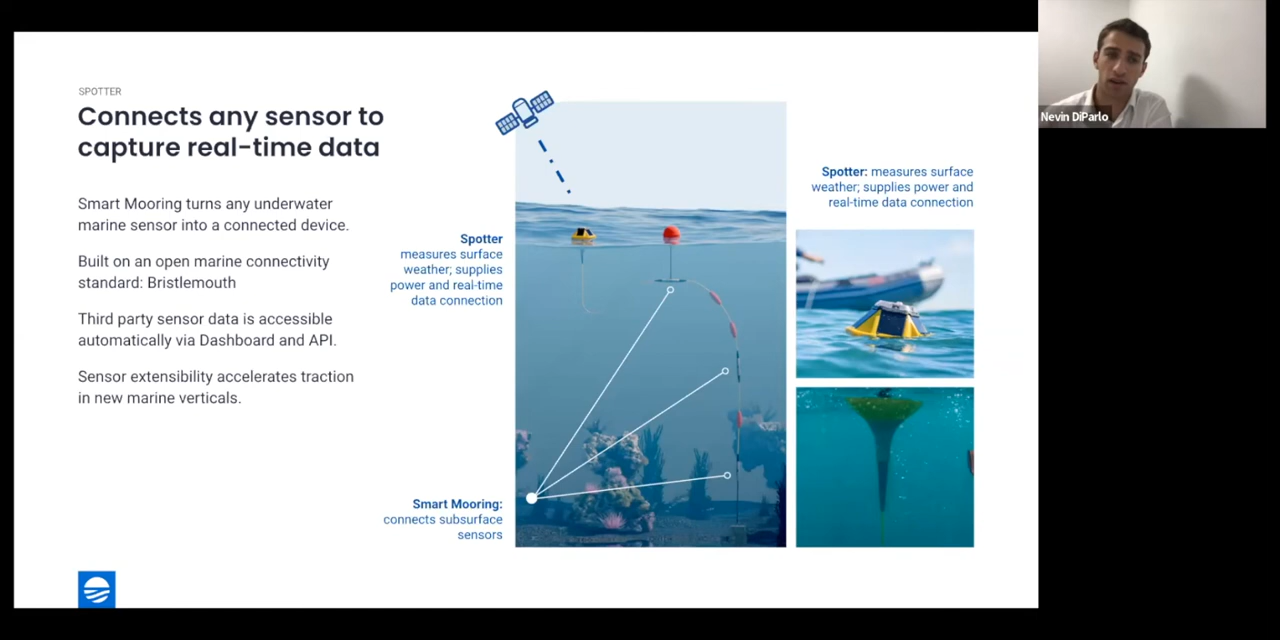 SPOTTER
Connects any sensor to
capture real-time data
Smart Mooring turns any underwater
marine sensor into a connected device.
Built on an open marine connectivity
standard: Bristlemouth
Third party sensor data is accessible
automatically via Dashboard and API.
Sensor extensibility accelerates traction
in new marine verticals.
Spotter
measures surface
weather; supplies
power and real-time
data connection
Smart Mooring:
connects subsurface
sensors
Spotter: measures surface
weather; supplies power and
real-time data connection
Nevin DiParlo